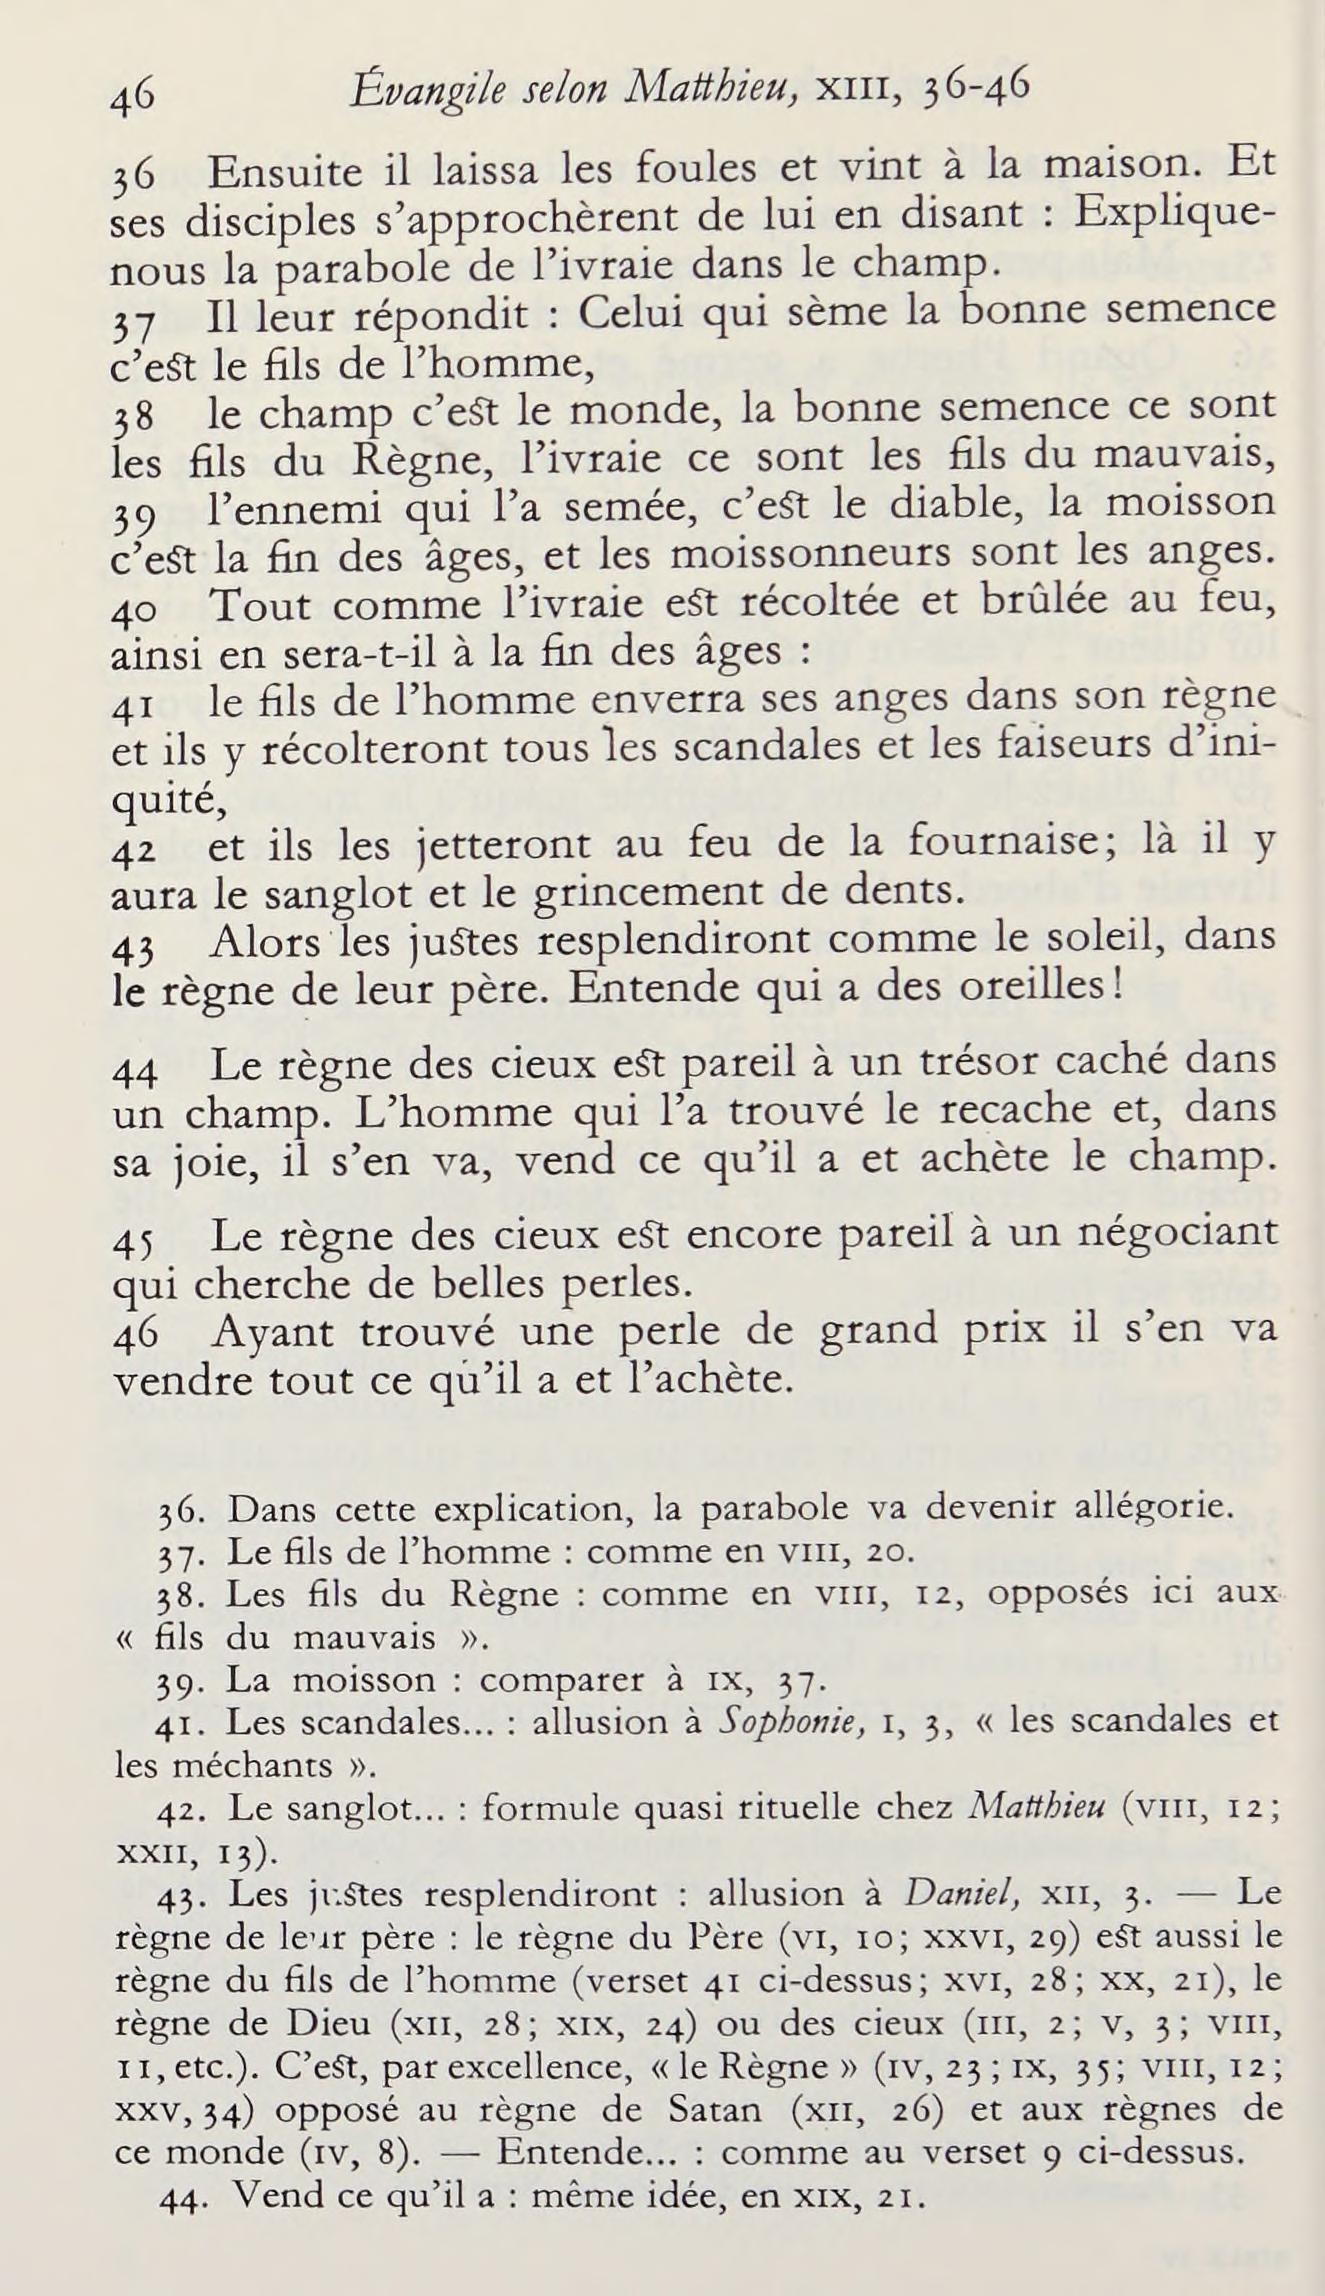 46 Évangile selon Matthieu, XIII, 36-46
36 Ensuite il laissa les foules et vint à la maison. Et
ses disciples s'approchèrent de lui en disant : Explique-
nous la parabole de l'ivraie dans le champ.
37 Il leur répondit : Celui qui sème la bonne semence
c'est le fils de l'homme,
38 le champ c'est le monde, la bonne semence ce sont
les fils du Règne, l'ivraie ce sont les fils du mauvais,
39 l'ennemi qui l'a semée, c'est le diable, la moisson
c'est la fin des âges, et les moissonneurs sont les anges.
40 Tout comme l'ivraie est récoltée et brûlée au feu,
ainsi en sera-t-il à la fin des âges :
41 le fils de l'homme enverra ses anges dans son règne
et ils y récolteront tous les scandales et les faiseurs d'ini-
quité,
42 et ils les jetteront au feu de la fournaise; là il y
aura le sanglot et le grincement de dents.
43 Alors les justes resplendiront comme le soleil, dans
le règne de leur père. Entende qui a des oreilles!
44 Le règne des cieux est pareil à un trésor caché dans
un champ. L'homme qui l'a trouvé le recache et, dans
sa joie, il s'en va, vend ce qu'il a et achète le champ.
45 Le règne des cieux est encore pareil à un négociant
qui cherche de belles perles.
46 Ayant trouvé une perle de grand prix il s'en va
vendre tout ce qu'il a et l'achète.
36. Dans cette explication, la parabole va devenir allégorie.
37. Le fils de l'homme : comme en VIII, 20.
38. Les fils du Règne : comme en VIII, 12, opposés ici aux
« fils du mauvais ».
39. La moisson : comparer à IX, 37.
41. Les scandales... : allusion à Sophonie, I, 3, « les scandales et
les méchants ».
42. Le sanglot... : formule quasi rituelle chez Matthieu (VIII, 12;
XXII, 13).
43. Les justes resplendiront : allusion à Daniel, XII, 3. — Le
règne de leur père : le règne du Père (VI, 10; XXVI, 29) est aussi le
règne du fils de l'homme (verset 41 ci-dessus; XVI, 28; XX, 21), le
règne de Dieu (XII, 28; XIX, 24) ou des cieux (III, 2; V, 3; VIII,
11, etc.). C'est, par excellence, « le Règne » (IV, 23; IX, 35; VIII, 12;
XXV, 34) opposé au règne de Satan (XII, 26) et aux règnes de
ce monde (IV, 8). — Entende... : comme au verset 9 ci-dessus.
44. Vend ce qu'il a : même idée, en XIX, 21.